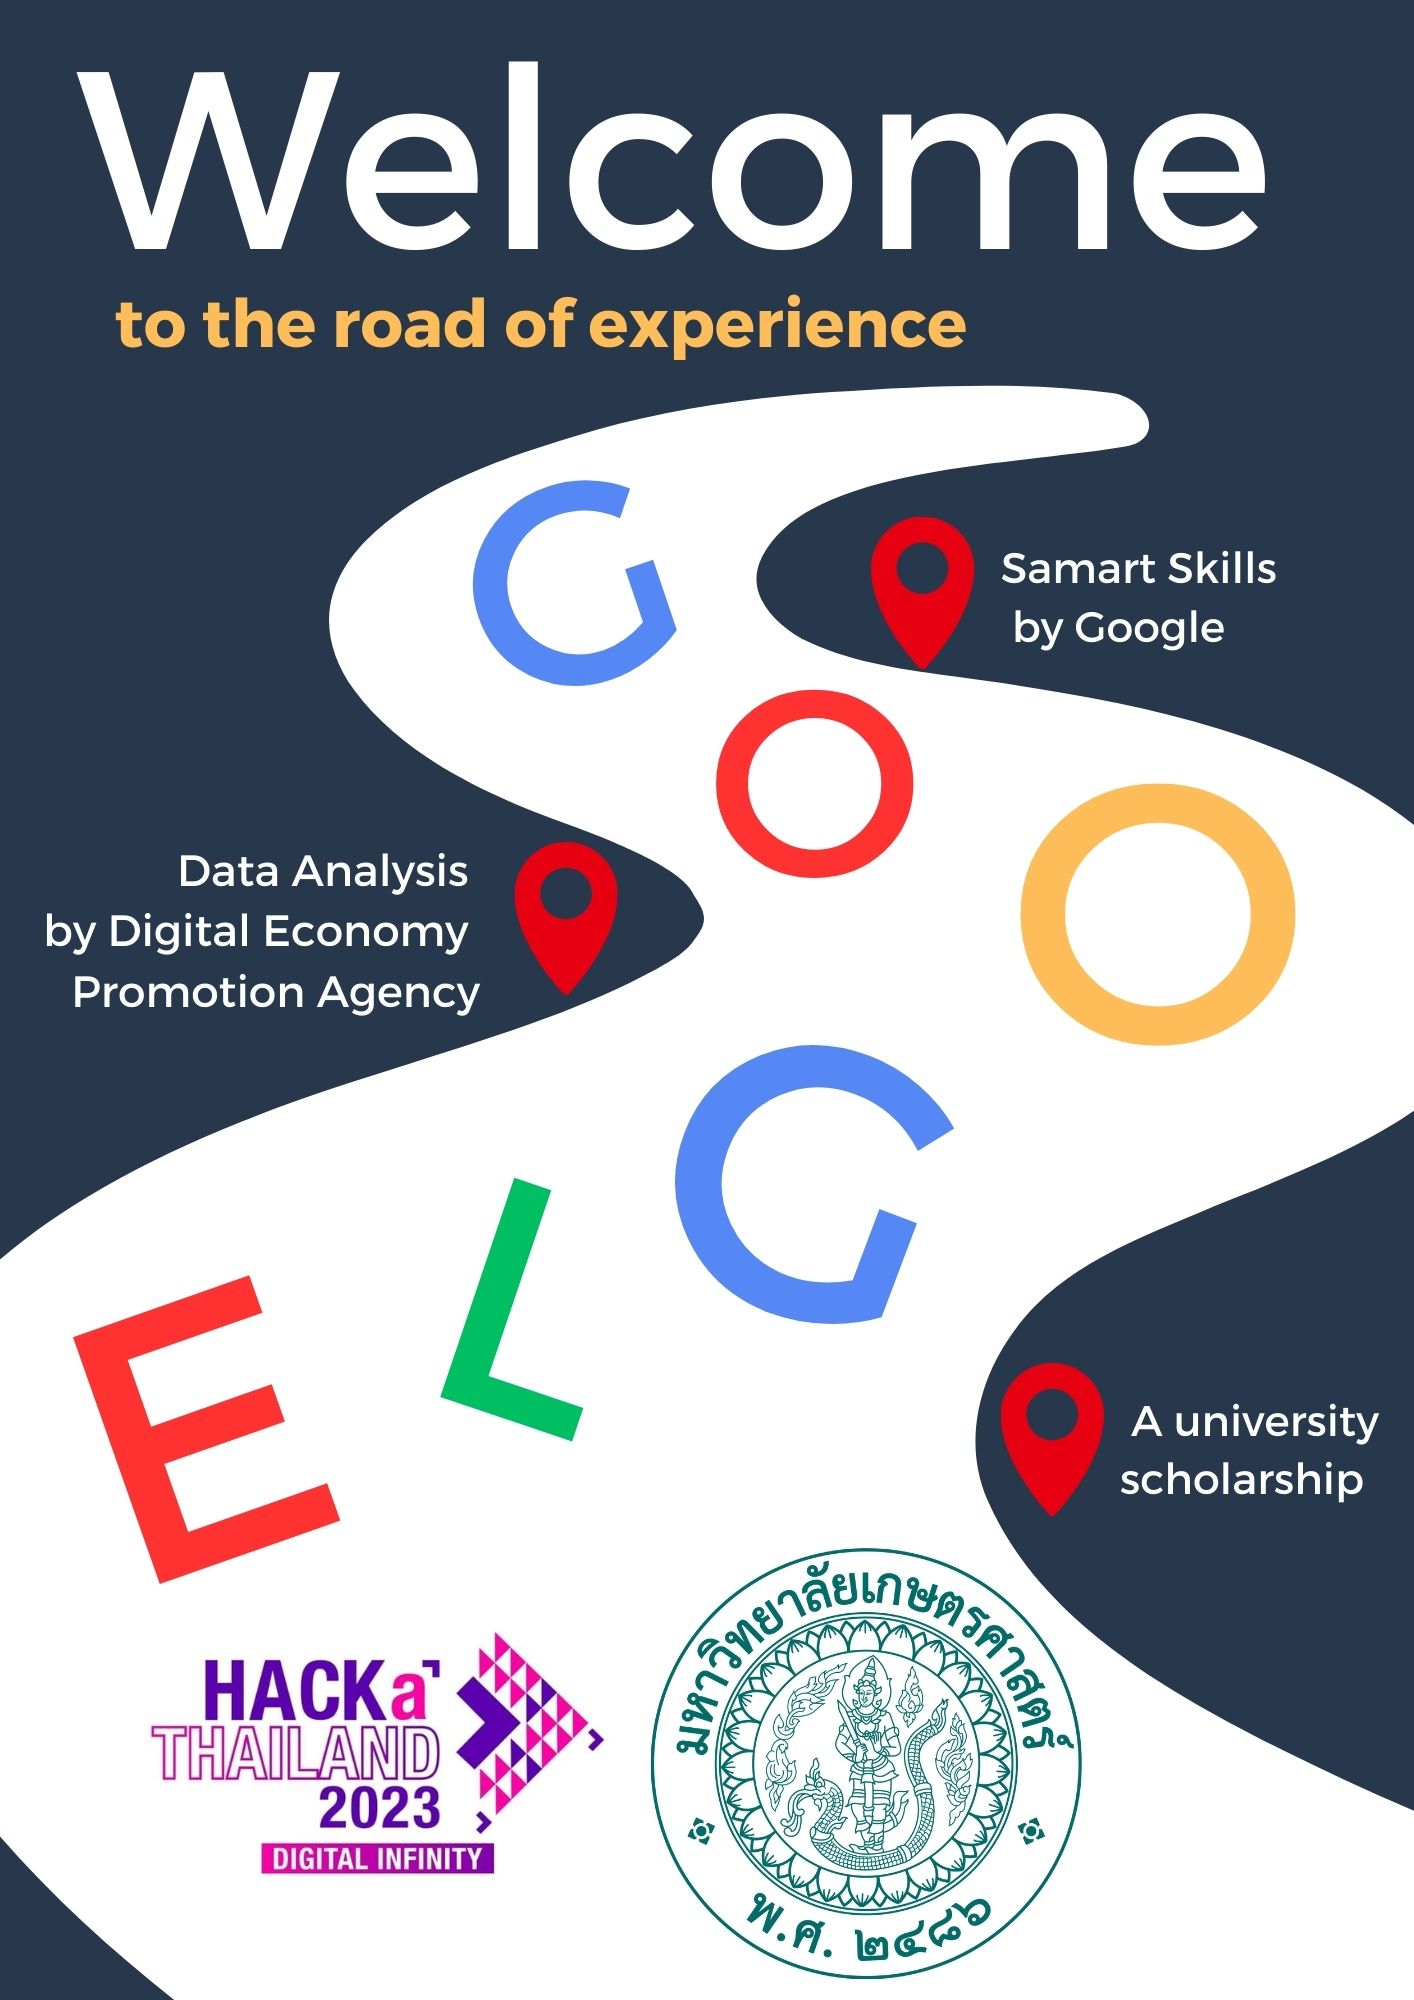 Welcome
to the road of experience
G
Samart Skills
by Google
O
O
Data Analysis
by Digital Economy
Promotion Agency
G
L
E
A university
scholarship
HACKa
THAILAND
2023
DIGITAL INFINITY
มหาวิทยาลัยเกษตรศาสตร์
พ.ศ. ๒๔๘๖